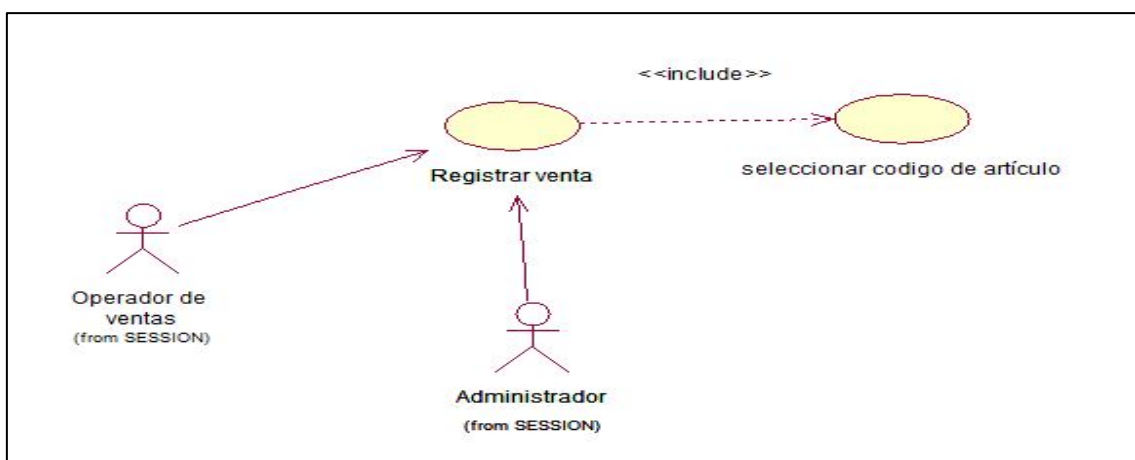 <<include>>
Registrar venta
seleccionar codigo de artículo
Operador de
ventas
(from SESSION)
Administrador
(from SESSION)